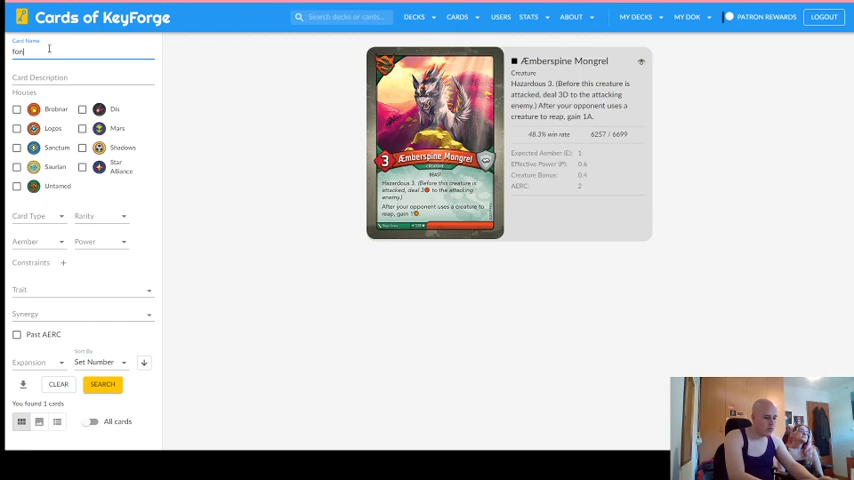 Cards of KeyForge
Search decks or cards...
DECKS
CARDS
USERS
STATS
ABOUT
MY DECKS
MY DOK
PATRON REWARDS
LOGOUT
Card Name
fon
Card Description
Houses
Brobnar
Dis
Logos
Mars
Sanctum
Shadows
Saurian
Star
Alliance
Untamed
Card Type
Rarity
Aember
Power
Constraints +
Trait
Synergy
Past AERC
Expansion
Sort By
Set Number
CLEAR
SEARCH
You found 1 cards
All cards
3
Æmberspine Mongrel
CREATURE
BEAST
Hazardous 3. (Before this creature is
attacked, deal 3 to the attacking
enemy.)
After your opponent uses a creature to
reap, gain 1
Æmberspine Mongrel
Creature
Hazardous 3. (Before this creature is
attacked, deal 3D to the attacking
enemy.) After your opponent uses a
creature to reap, gain 1A.
48.3% win rate
6257 / 6699
Expected Aember (E): 1
Effective Power (P): 0.6
Creature Bonus: 0.4
AERC: 2